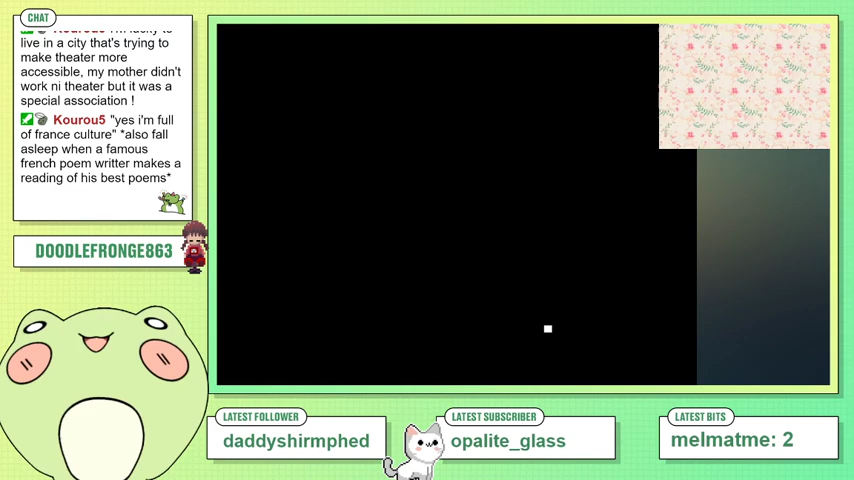 CHAT
live in a city that's trying to
make theater more
accessible, my mother didn't
work ni theater but it was a
special association !
Kourou5 "yes i'm full
of france culture" *also fall
asleep when a famous
french poem writter makes a
reading of his best poems*
DOODLEFRONGE863
LATEST FOLLOWER
daddyshirmphed
LATEST SUBSCRIBER
opalite_glass
LATEST BITS
melmatme: 2